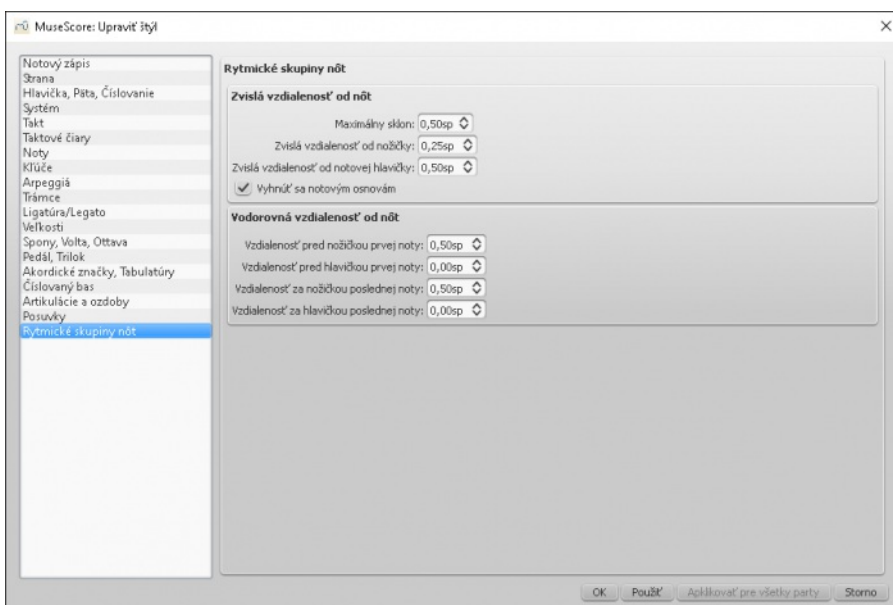 MuseScore: Upraviť štýl
Notový zápis
Strana
Hlavička, Päta, Číslovanie
Systém
Takt
Taktové čiary
Noty
Kľúče
Arpeggiá
Trámce
Ligatúra/Legato
Veľkosti
Spony, Volta, Ottava
Pedál, Trilok
Akordické značky, Tabulatúry
Číslovaný bas
Artikulácie a ozdoby
Posuvky
Rytmické skupiny nôt
Rytmické skupiny nôt
Zvislá vzdialenosť od nôt
Maximálny sklon: 0,50sp
Zvislá vzdialenosť od nožičky: 0,25sp
Zvislá vzdialenosť od notovej hlavičky: 0,50sp
Vyhnúť sa notovým osnovám
Vodorovná vzdialenosť od nôt
Vzdialenosť pred nožičkou prvej noty: 0,50sp
Vzdialenosť pred hlavičkou prvej noty: 0,00sp
Vzdialenosť za nožičkou poslednej noty: 0,50sp
Vzdialenosť za hlavičkou poslednej noty: 0,00sp
OK Použiť Aplikovať pre všetky party... Storno